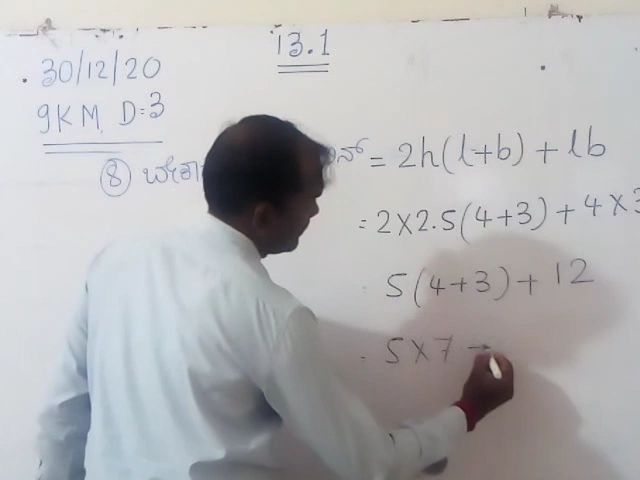 13.1
30/12/20
9KM D:3
⑧ = 2h(l+b) + lb
= 2×2.5(4+3) + 4×3
5(4+3) + 12
5×7